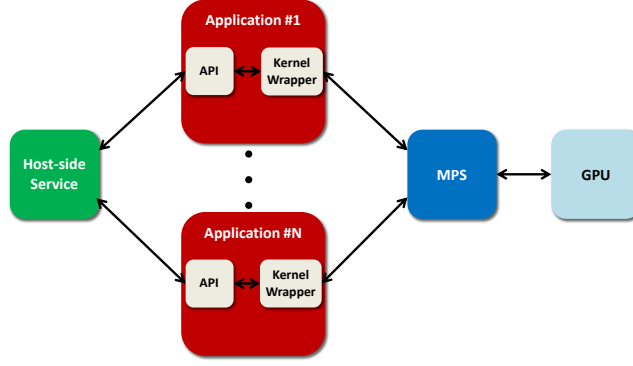 Application #1
API
Kernel
Wrapper
Host-side
Service
MPS
GPU
Application #N
API
Kernel
Wrapper